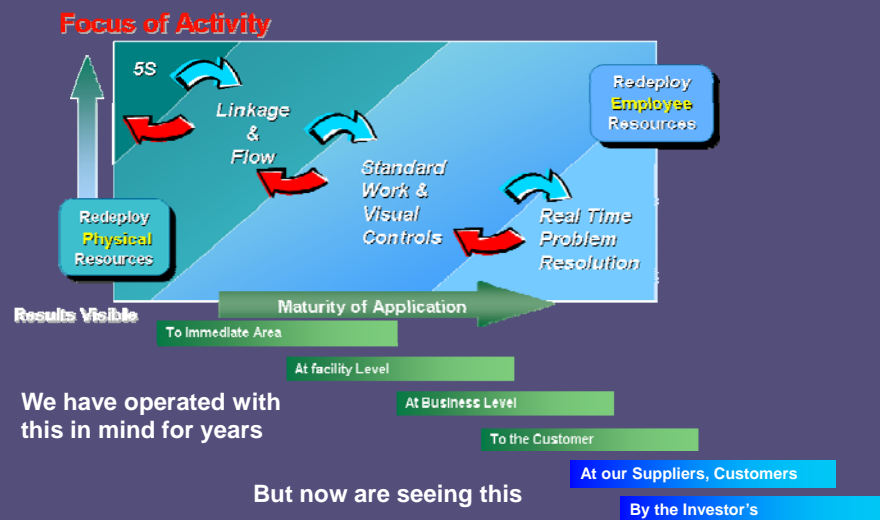 Focus of Activity
5S
Linkage
&
Flow
Standard
Work &
Visual
Controls
Real Time
Problem
Resolution
Redeploy
Employee
Resources
Redeploy
Physical
Resources
Results Visible
Maturity of Application
To Immediate Area
At facility Level
We have operated with
this in mind for years
At Business Level
To the Customer
At our Suppliers, Customers
But now are seeing this
By the Investor's